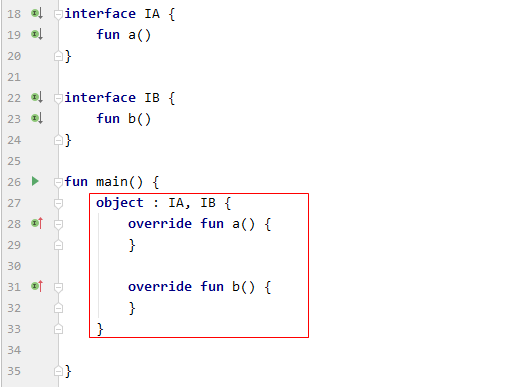 18 interface IA {
19     fun a()
20 }
21
22 interface IB {
23     fun b()
24 }
25
26 fun main() {
27     object : IA, IB {
28         override fun a() {
29         }
30
31         override fun b() {
32         }
33     }
34
35 }